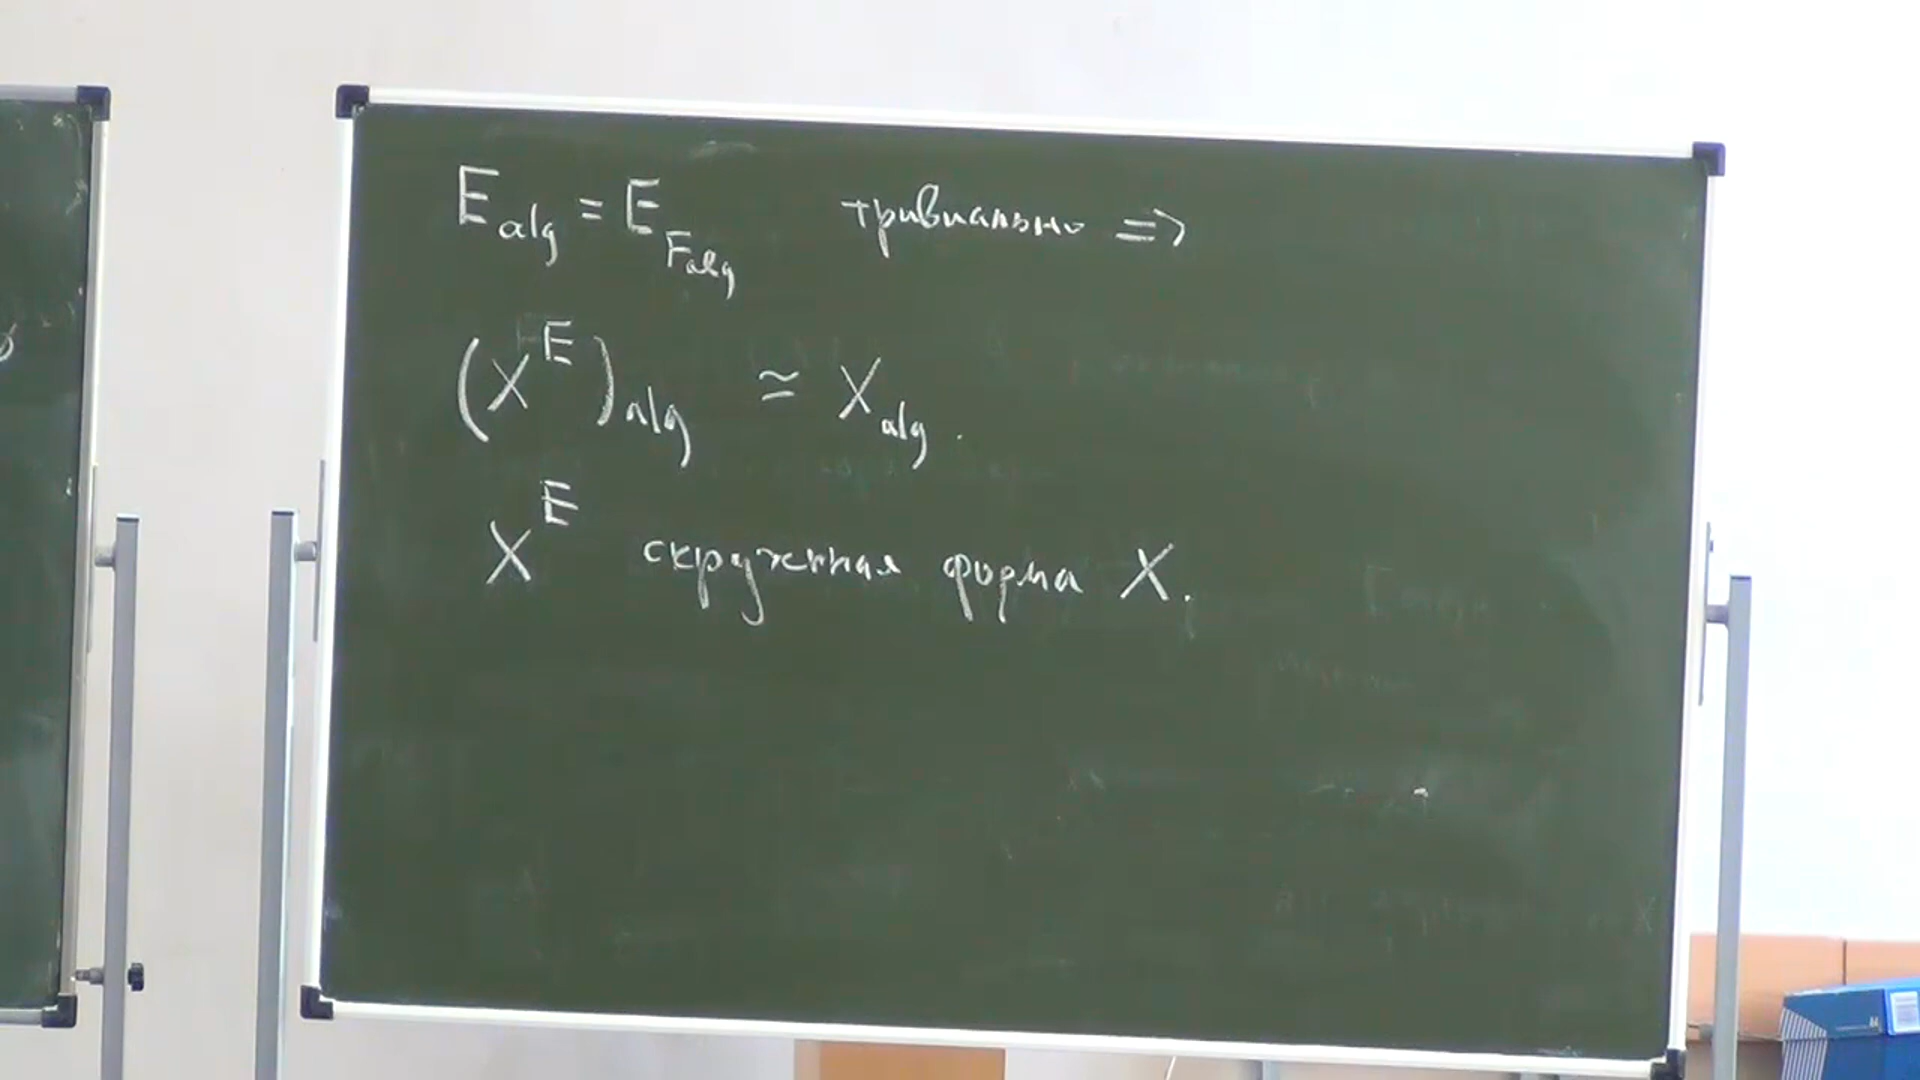 E_alg = E_{F_alg} тривиально ⇒
(X^E)_alg ≅ X_alg.
X^E скрученная форма X.